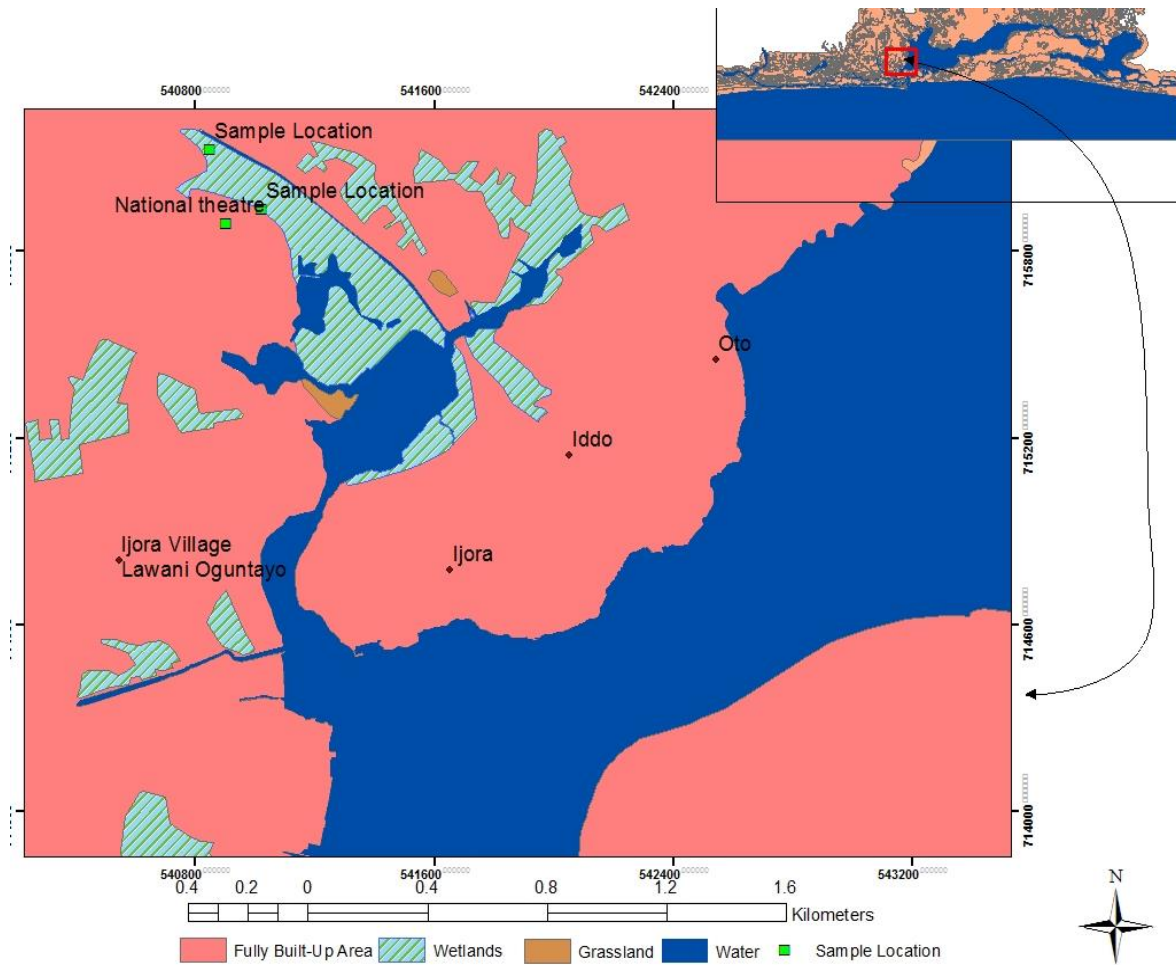 540800
541600
542400
Sample Location
Sample Location
National theatre
715800
Oto
715200
Iddo
Ijora Village
Lawani Oguntayo
Ijora
714600
714000
540800
541600
542400
543200
0.4 0.2 0 0.4 0.8 1.2 1.6
Kilometers
N
Fully Built-Up Area Wetlands Grassland Water Sample Location